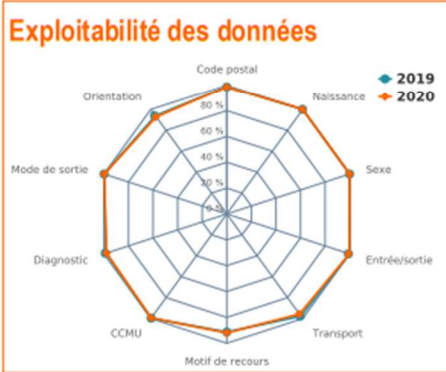 Exploitabilité des données
Code postal
2019
2020
Orientation
Naissance
80 %
60 %
40 %
20 %
0 %
Mode de sortie
Sexe
Diagnostic
Entrée/sortie
CCMU
Transport
Motif de recours